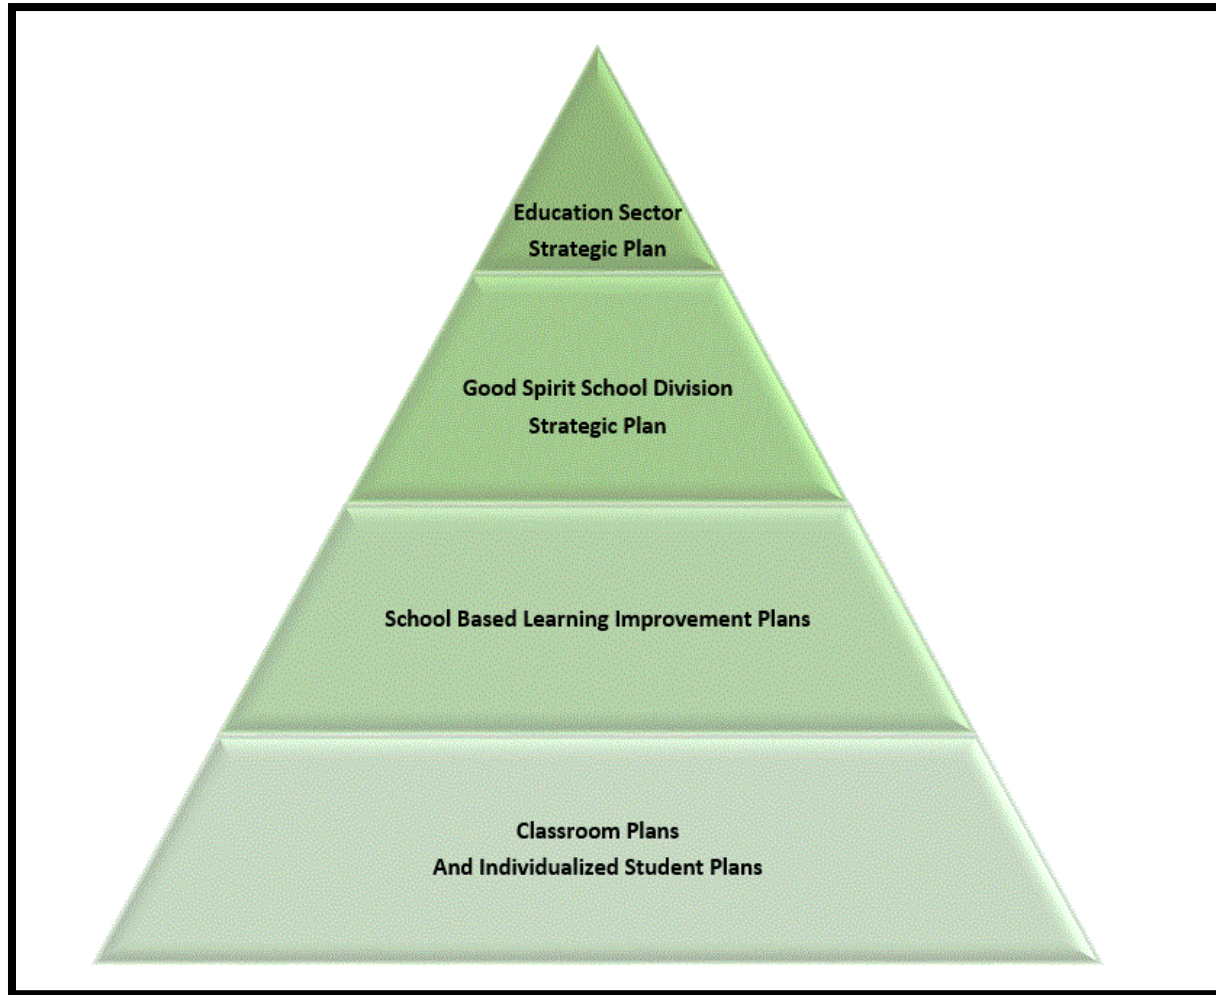 Education Sector
Strategic Plan
Good Spirit School Division
Strategic Plan
School Based Learning Improvement Plans
Classroom Plans
And Individualized Student Plans